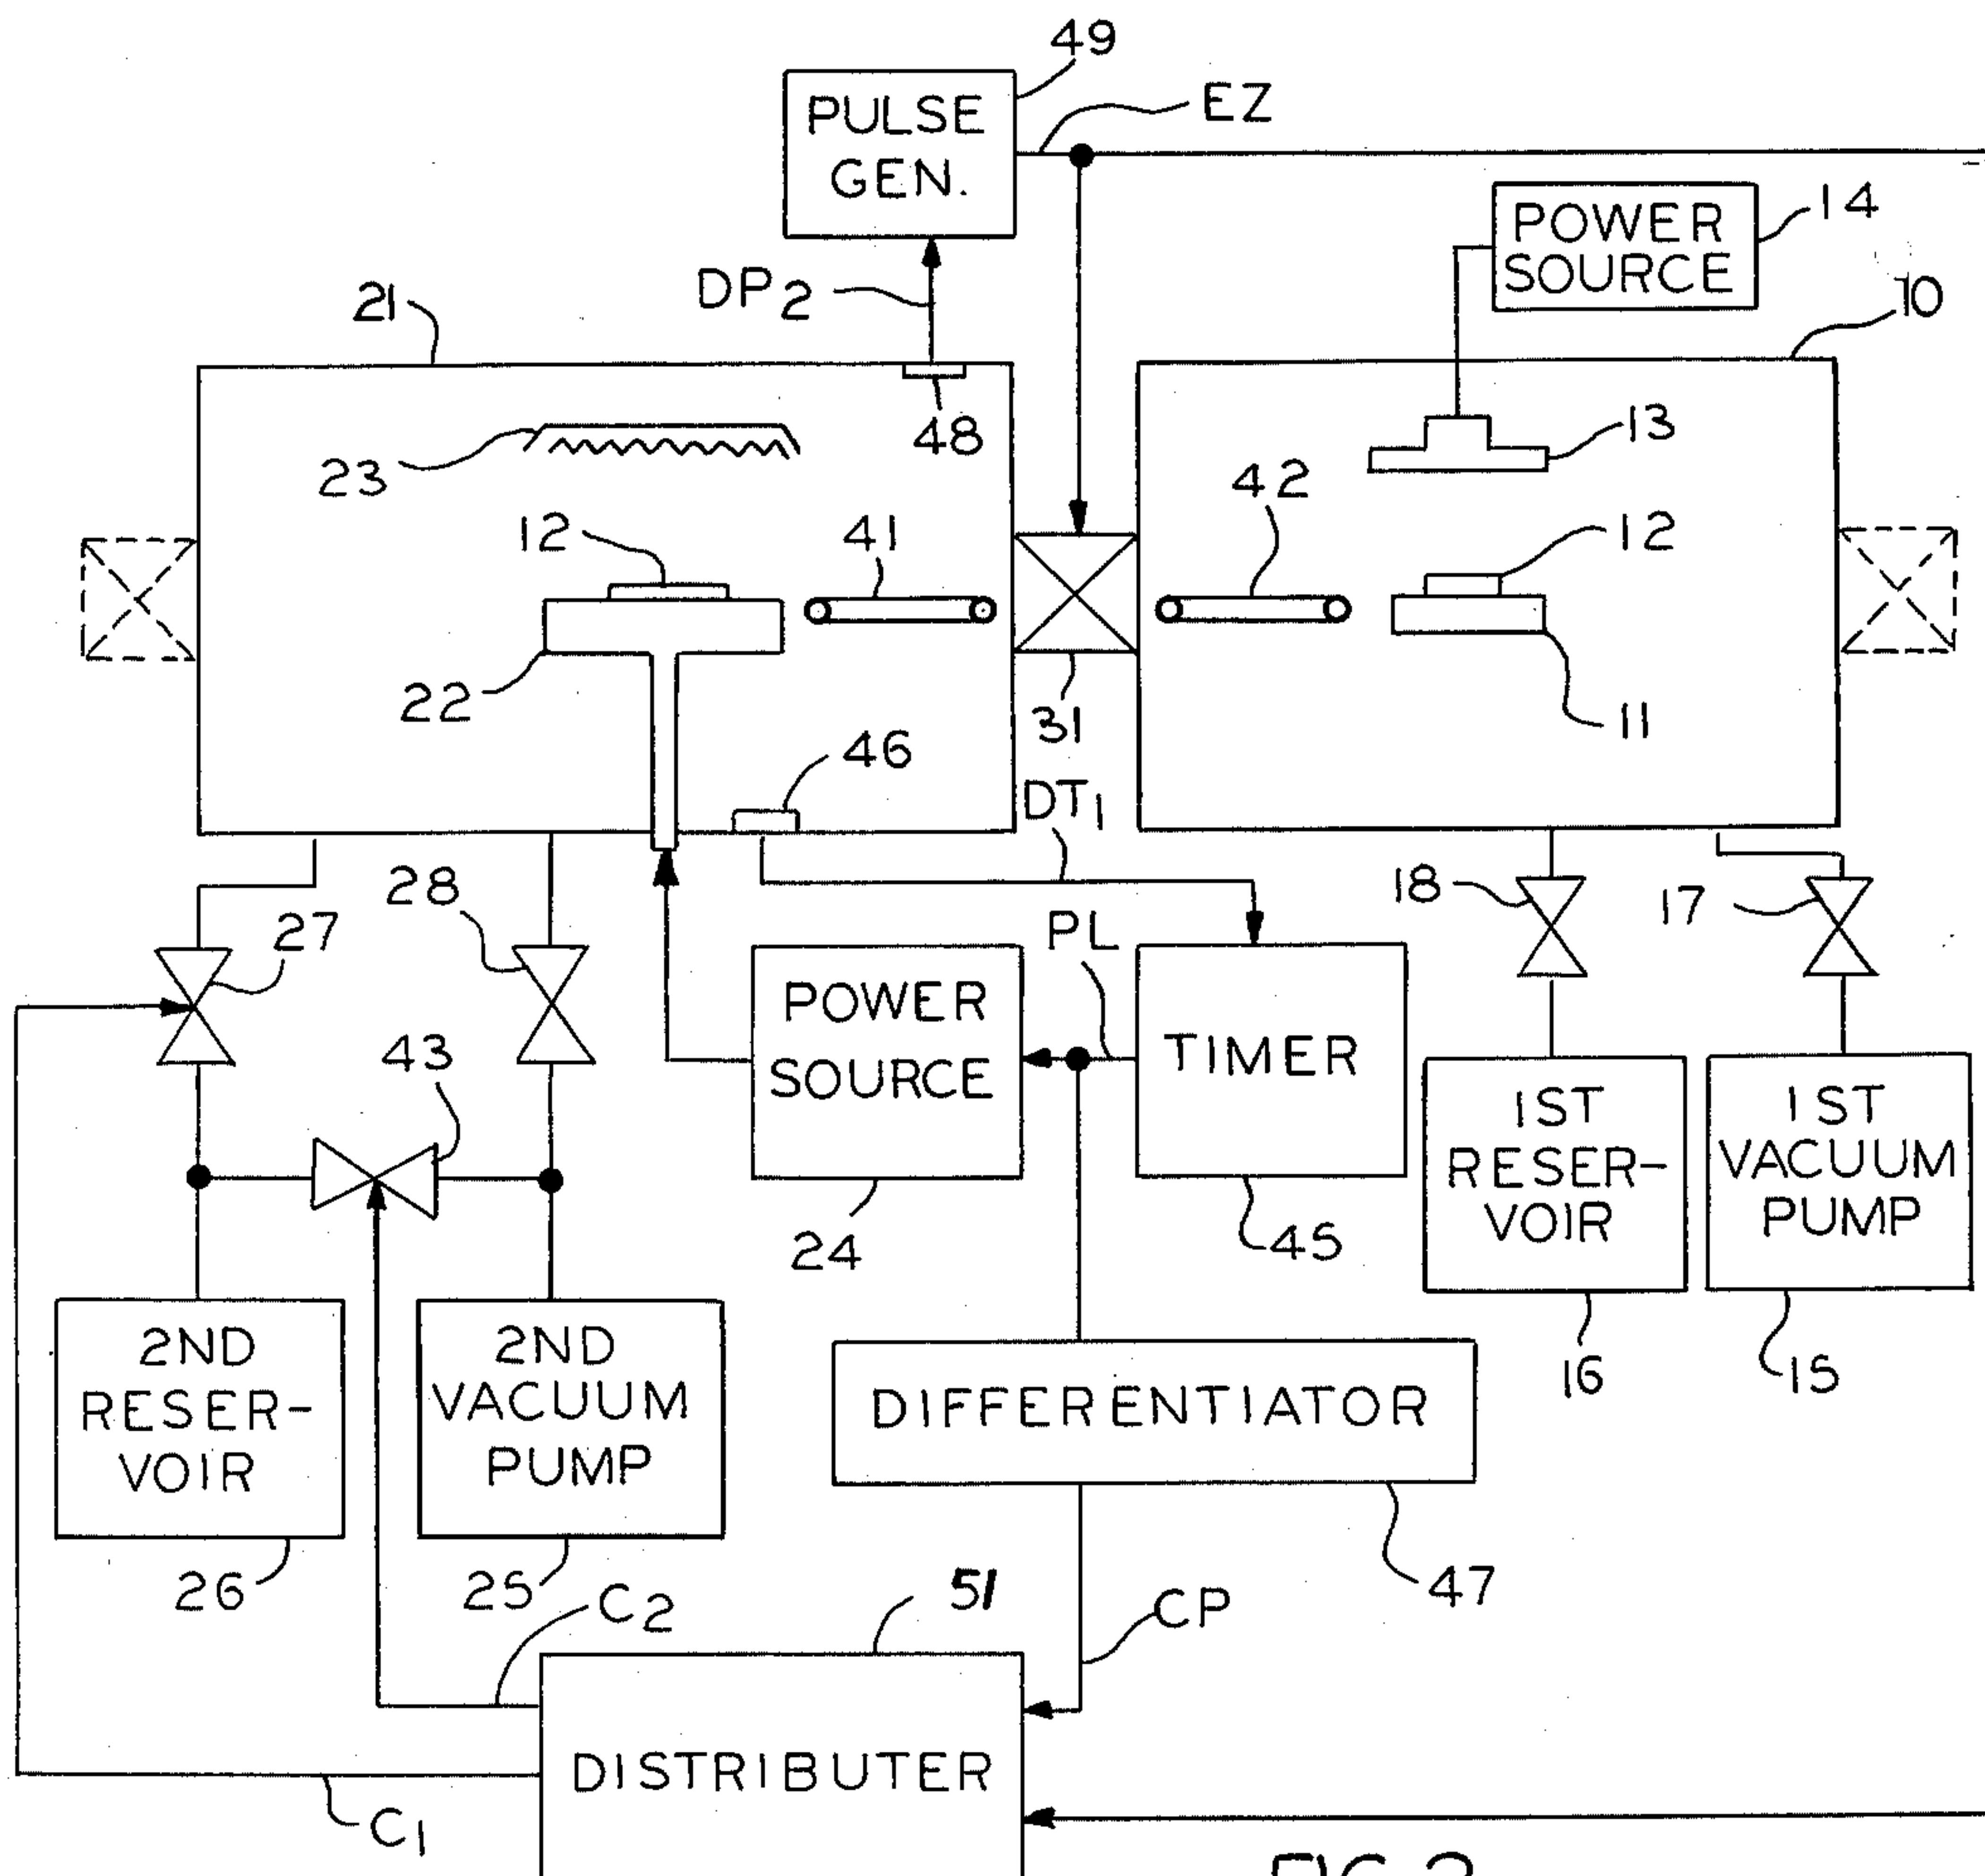 49
PULSE
GEN.
EZ
POWER
SOURCE
14
DP2
21
10
48
13
23
42
12
41
12
22
31
11
46
DT1
28
18
17
27
PL
43
POWER
SOURCE
TIMER
1ST
RESER-
VOIR
1ST
VACUUM
PUMP
24
45
2ND
RESER-
VOIR
2ND
VACUUM
PUMP
DIFFERENTIATOR
16
15
26
25
C2
51
CP
47
DISTRIBUTER
C1